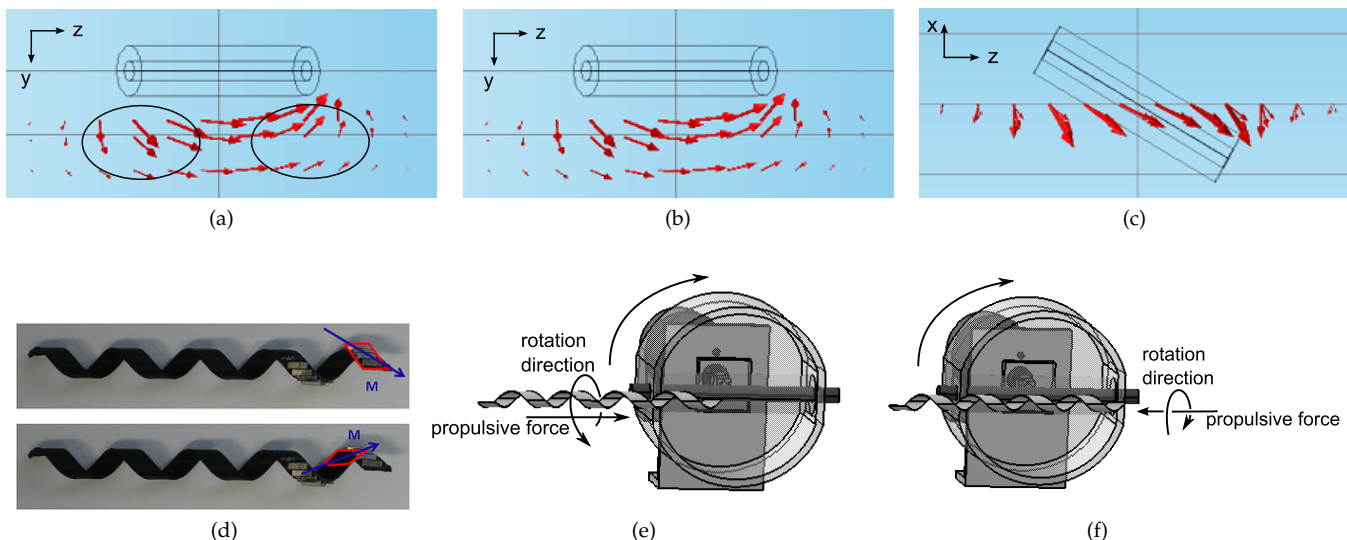 z
y
(a)
z
y
(b)
x
z
(c)
M
M
(d)
rotation
direction
propulsive force
(e)
rotation
direction
propulsive force
(f)